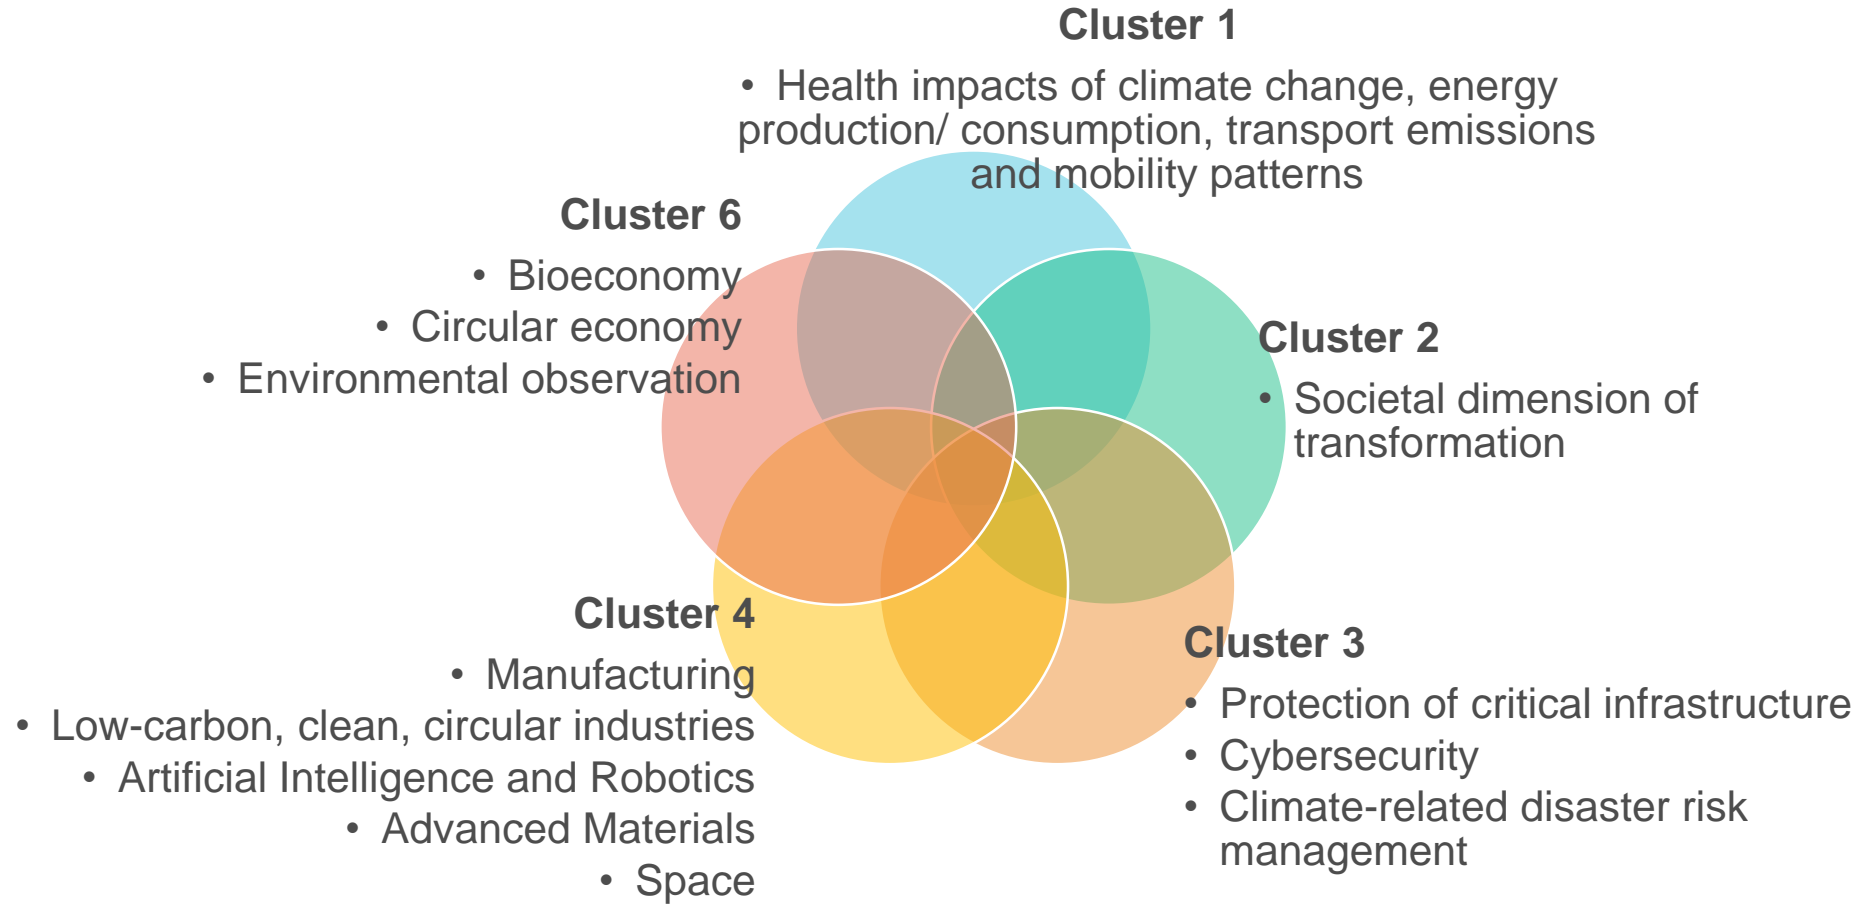 Cluster 1
• Health impacts of climate change, energy
production/ consumption, transport emissions
and mobility patterns
Cluster 6
• Bioeconomy
• Circular economy
• Environmental observation
Cluster 2
• Societal dimension of
transformation
Cluster 4
• Manufacturing
• Low-carbon, clean, circular industries
• Artificial Intelligence and Robotics
• Advanced Materials
• Space
Cluster 3
• Protection of critical infrastructure
• Cybersecurity
• Climate-related disaster risk
management